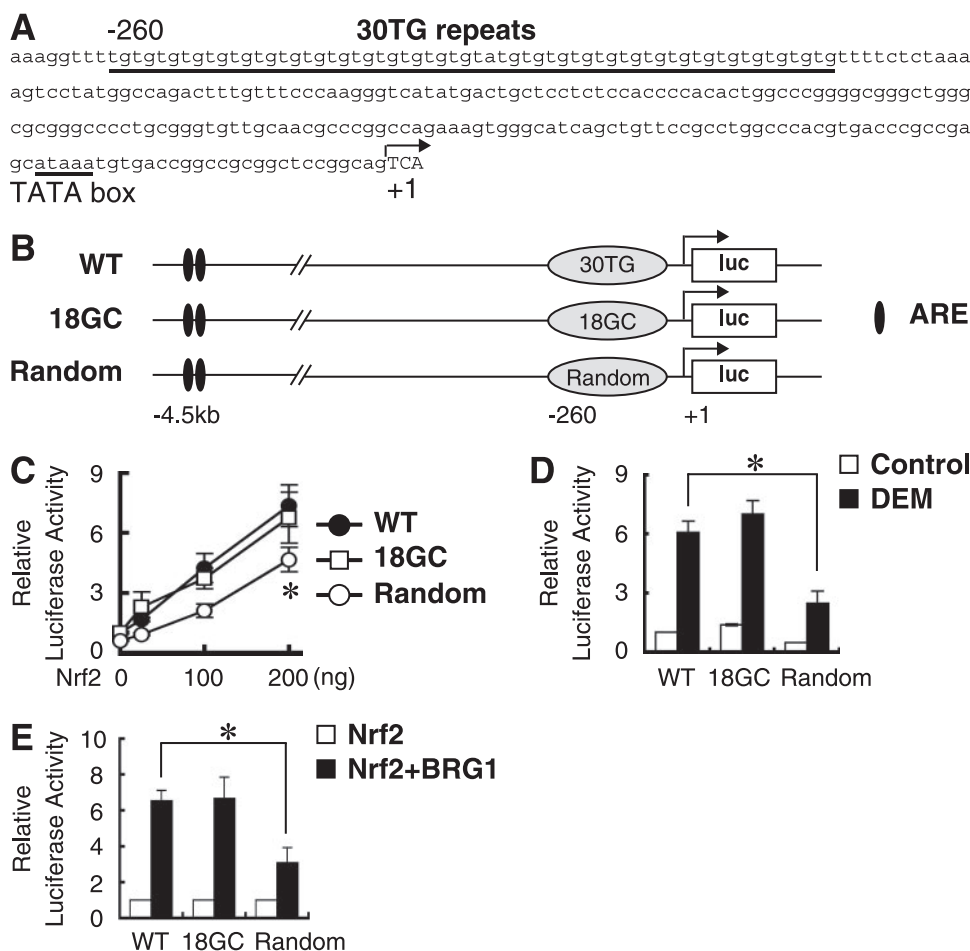 A
-260 30TG repeats
aaaggttttgtgtgtgtgtgtgtgtgtgtgtgtgtgtgtatgtgtgtgtgtgtgtgtgtgtgtgtgtgttttctctaaa
agtcctatggccagactttgtttcccaagggtcatatgactgctcctctccaccccacactggcccggggcgggctggg
cgcgggcccctgcgggtgttgcaacgcccggccagaaagtgggcatcagctgttccgcctggcccacgtgacccgccga
gcataaatgtgaccggccgcggctccggcagTCA
TATA box +1
B
WT 30TG luc
18GC 18GC luc ARE
Random Random luc
-4.5kb -260 +1
C
Relative
Luciferase Activity
9
6
3
0
Nrf2 0 100 200 (ng)
*
WT
18GC
Random
D
Relative
Luciferase Activity
9
6
3
0
*
WT 18GC Random
Control
DEM
E
Relative
Luciferase Activity
10
8
6
4
2
0
*
WT 18GC Random
Nrf2
Nrf2+BRG1